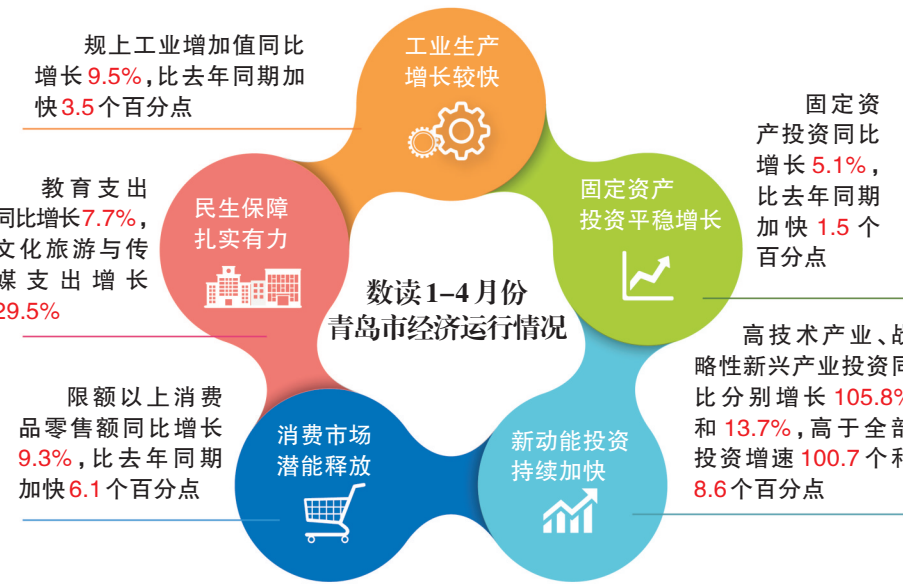 规上工业增加值同比
增长9.5%,比去年同期加
快3.5个百分点
工业生产
增长较快
固定资
产投资同比
增长5.1%,
比去年同期
加快1.5个
百分点
固定资产
投资平稳增长
教育支出
同比增长7.7%,
文化旅游与传
媒支出增长
29.5%
民生保障
扎实有力
数读1–4月份
青岛市经济运行情况
高技术产业、战
略性新兴产业投资同
比分别增长105.8%
和13.7%,高于全部
投资增速100.7个和
8.6个百分点
新动能投资
持续加快
限额以上消费
品零售额同比增长
9.3%,比去年同期
加快6.1个百分点
消费市场
潜能释放